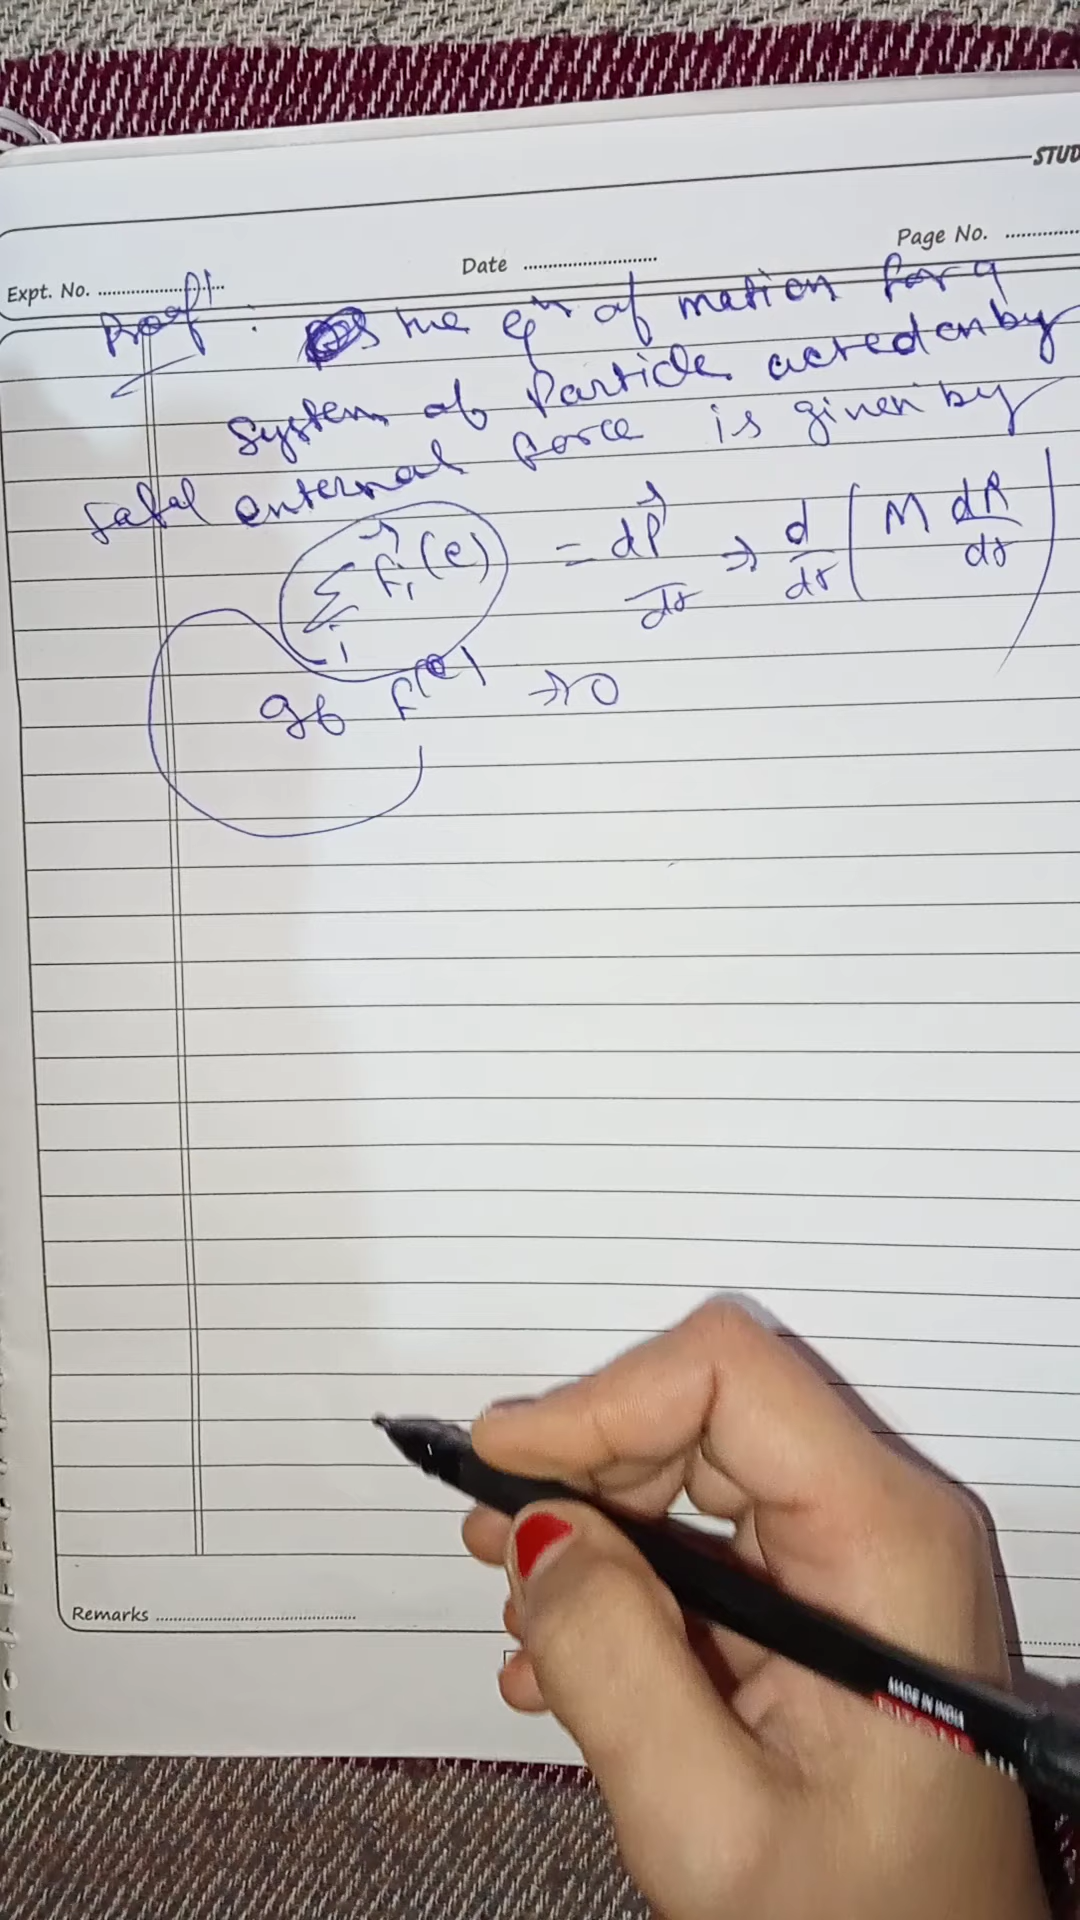 STUD
Page No.
Date
Expt. No.
Proof :- the eqn of motion for a
system of Particle acted on by
total external force is given by
∑i F⃗i(e) = dP⃗/dt ⇒ d/dt ( M dR/dt )
If F(e) → 0
Remarks
MADE IN INDIA